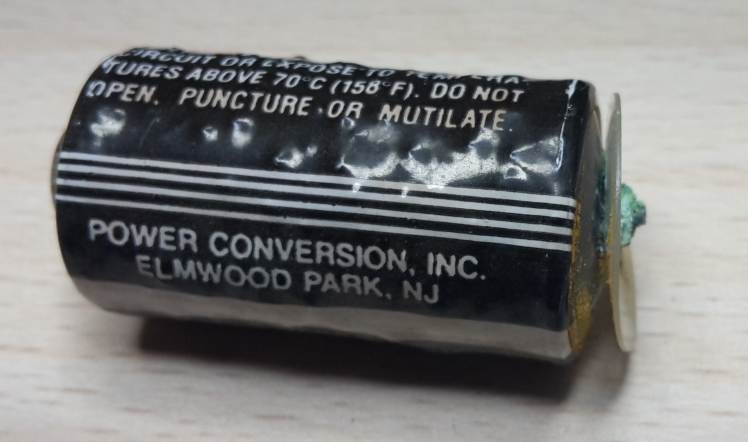 CIRCUIT OR EXPOSE TO TEMPERA-
TURES ABOVE 70°C (158°F). DO NOT
OPEN, PUNCTURE OR MUTILATE.
POWER CONVERSION, INC.
ELMWOOD PARK, NJ